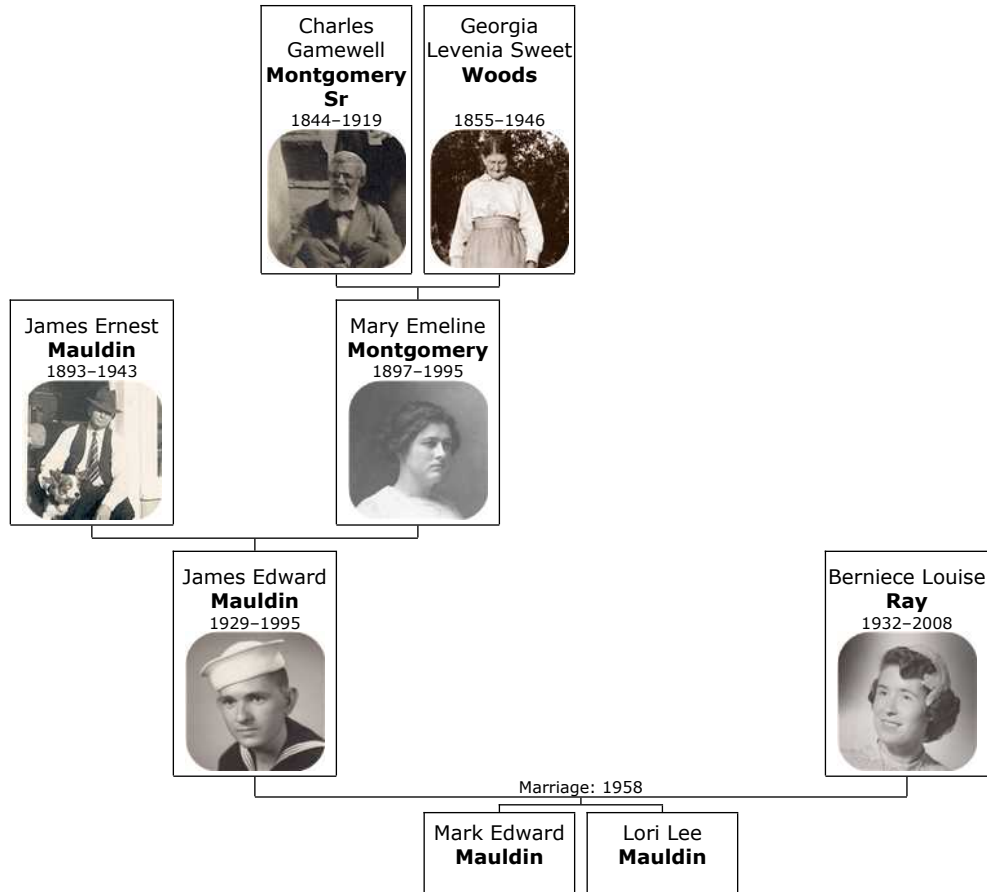 Charles
Gamewell
Montgomery
Sr
1844–1919
Georgia
Levenia Sweet
Woods
1855–1946
James Ernest
Mauldin
1893–1943
Mary Emeline
Montgomery
1897–1995
James Edward
Mauldin
1929–1995
Berniece Louise
Ray
1932–2008
Marriage: 1958
Mark Edward
Mauldin
Lori Lee
Mauldin